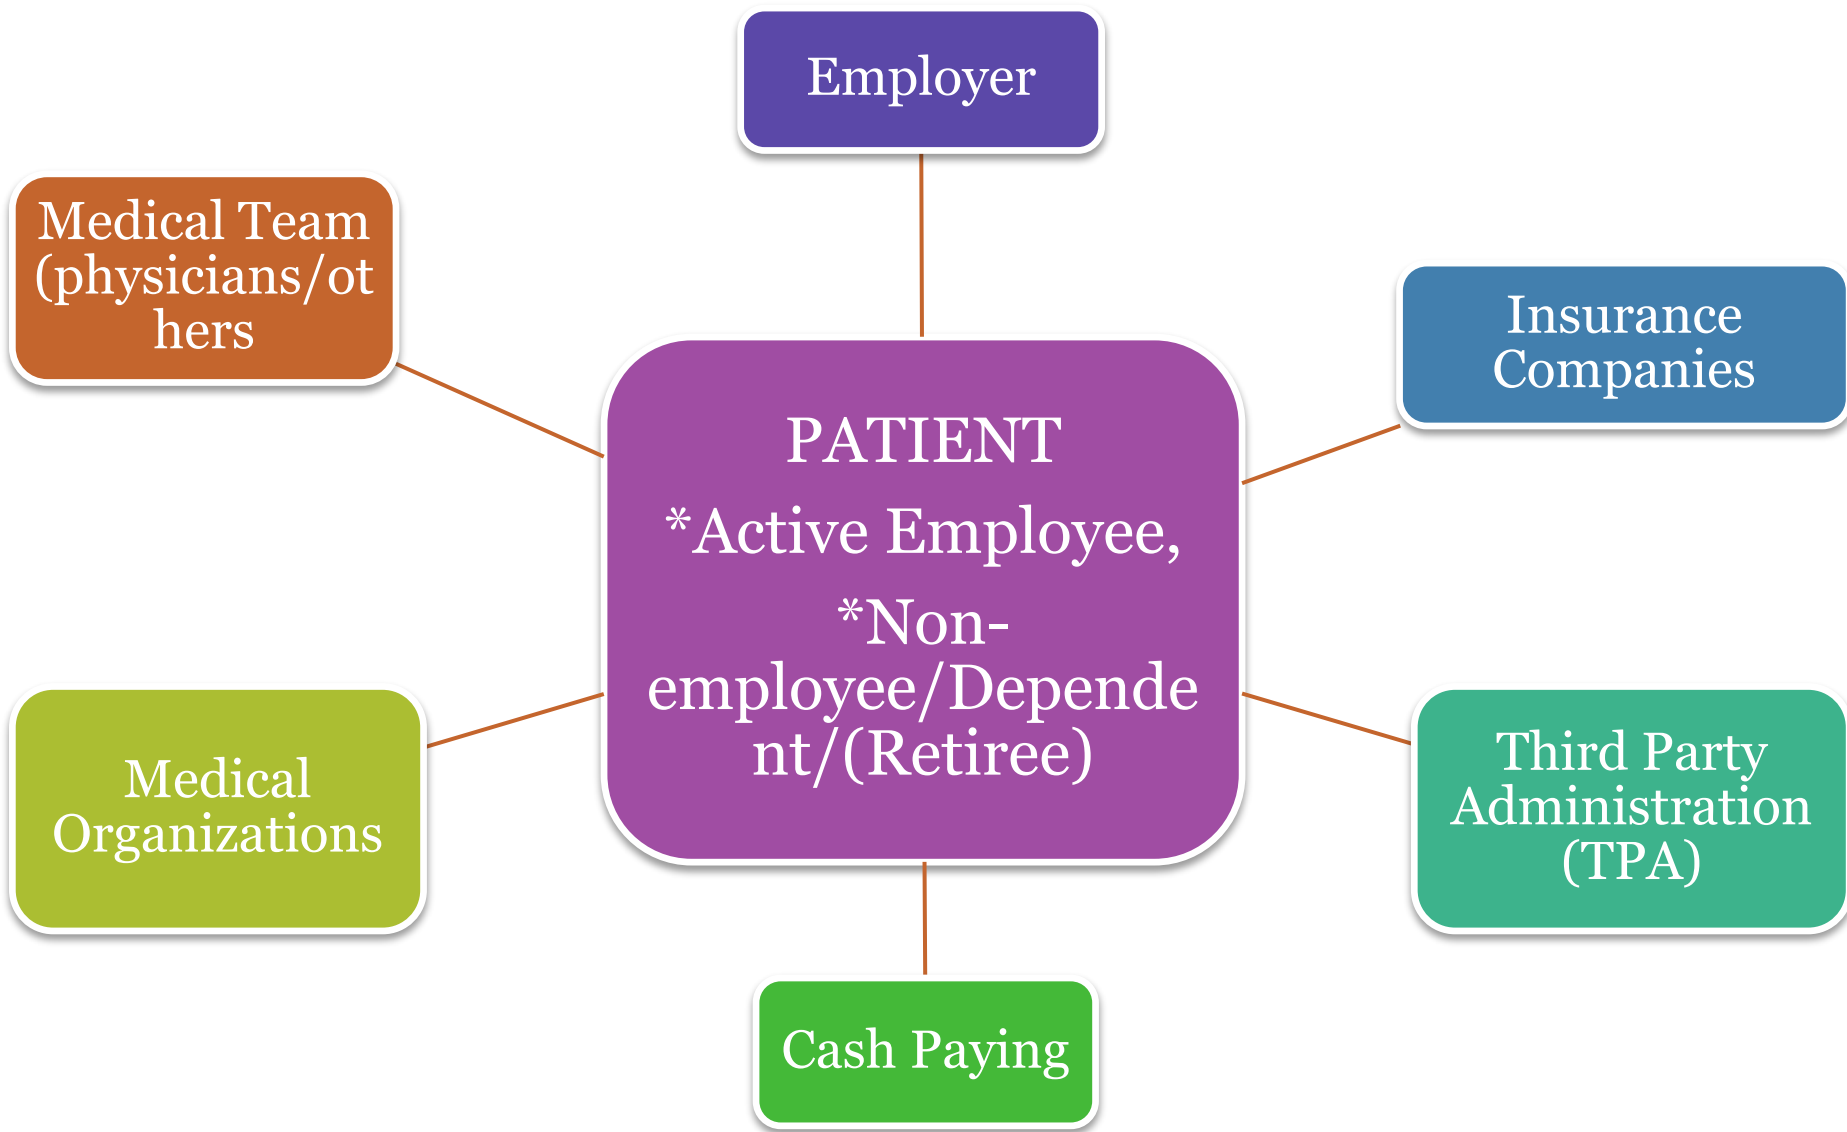 Employer
Medical Team
(physicians/ot
hers
Insurance
Companies
PATIENT
*Active Employee,
*Non-
employee/Depende
nt/(Retiree)
Medical
Organizations
Third Party
Administration
(TPA)
Cash Paying